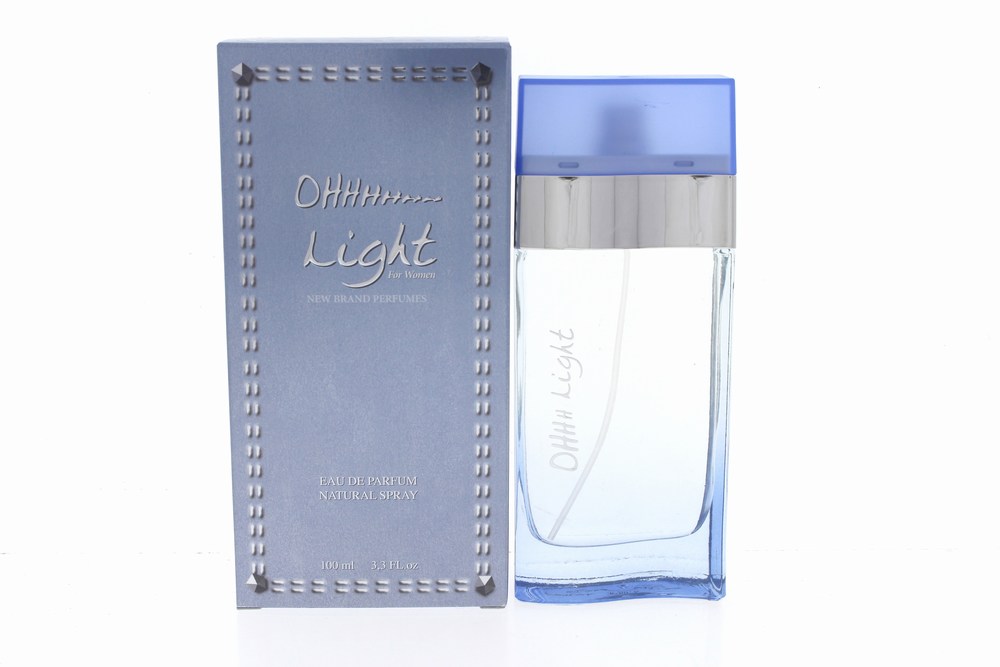 OHHHHHHHH
Light
For Women
NEW BRAND PERFUMES
EAU DE PARFUM
NATURAL SPRAY
100 ml 3,3 FL oz
OHHH Light